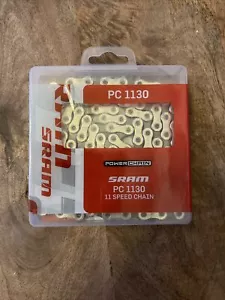 PC 1130
SRAM
POWERCHAIN
SRAM
PC 1130
11 SPEED CHAIN